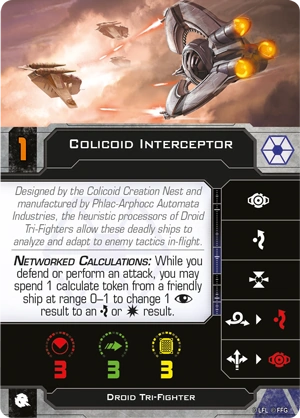 1
COLICOID INTERCEPTOR
Designed by the Colicoid Creation Nest and
manufactured by Phlac-Arphocc Automata
Industries, the heuristic processors of Droid
Tri-Fighters allow these deadly ships to
analyze and adapt to enemy tactics in-flight.
NETWORKED CALCULATIONS: While you
defend or perform an attack, you may
spend 1 calculate token from a friendly
ship at range 0–1 to change 1
result to an or result.
3 3 3
DROID TRI-FIGHTER
LFL ©FFG